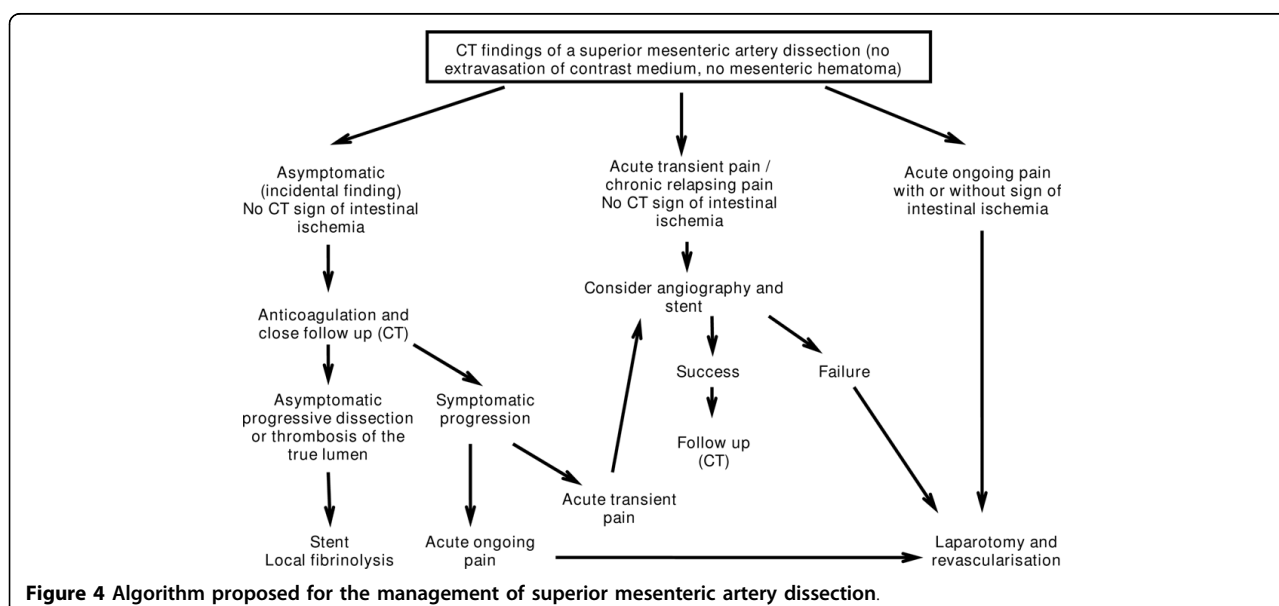 CT findings of a superior mesenteric artery dissection (no
extravasation of contrast medium, no mesenteric hematoma)
Asymptomatic
(incidental finding)
No CT sign of intestinal
ischemia
Acute transient pain /
chronic relapsing pain
No CT sign of intestinal
ischemia
Acute ongoing pain
with or without sign of
intestinal ischemia
Anticoagulation and
close follow up (CT)
Consider angiography and
stent
Success
Failure
Asymptomatic
progressive dissection
or thrombosis of the
true lumen
Symptomatic
progression
Follow up
(CT)
Acute transient
pain
Stent
Local fibrinolysis
Acute ongoing
pain
Laparotomy and
revascularisation
Figure 4 Algorithm proposed for the management of superior mesenteric artery dissection.